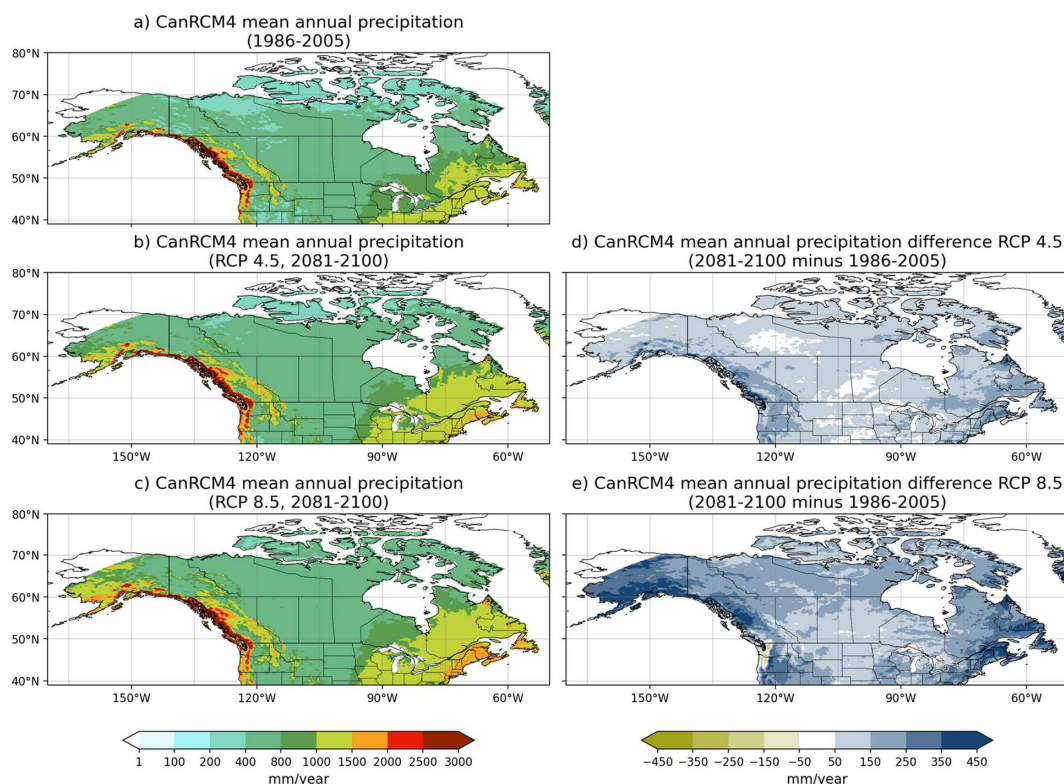 a) CanRCM4 mean annual precipitation
(1986-2005)
80°N
70°N
60°N
50°N
40°N
b) CanRCM4 mean annual precipitation
(RCP 4.5, 2081-2100)
80°N
70°N
60°N
50°N
40°N
150°W 120°W 90°W 60°W
d) CanRCM4 mean annual precipitation difference RCP 4.5
(2081-2100 minus 1986-2005)
150°W 120°W 90°W 60°W
c) CanRCM4 mean annual precipitation
(RCP 8.5, 2081-2100)
80°N
70°N
60°N
50°N
40°N
150°W 120°W 90°W 60°W
e) CanRCM4 mean annual precipitation difference RCP 8.5
(2081-2100 minus 1986-2005)
150°W 120°W 90°W 60°W
1 100 200 400 800 1000 1500 2000 2500 3000
mm/year
−450 −350 −250 −150 −50 50 150 250 350 450
mm/year